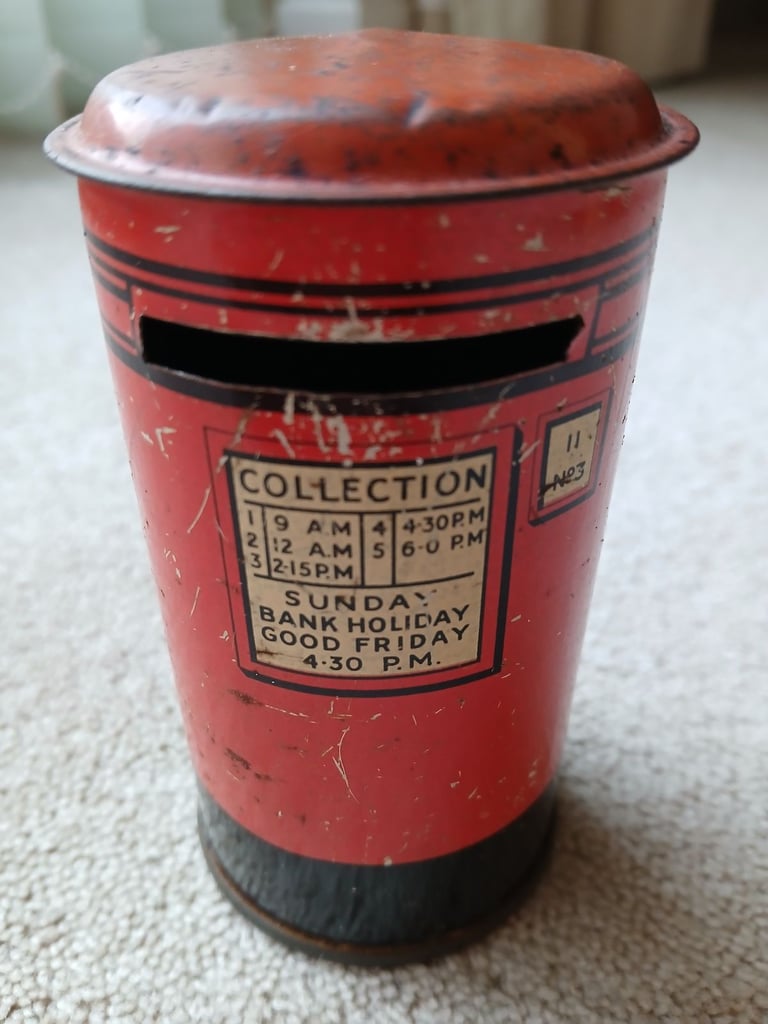 COLLECTION
1 9 A.M 4 4·30P.M
2 12 A.M 5 6·0 P.M
3 2·15P.M
SUNDAY
BANK HOLIDAY
GOOD FRIDAY
4·30 P.M.
11
Nº3